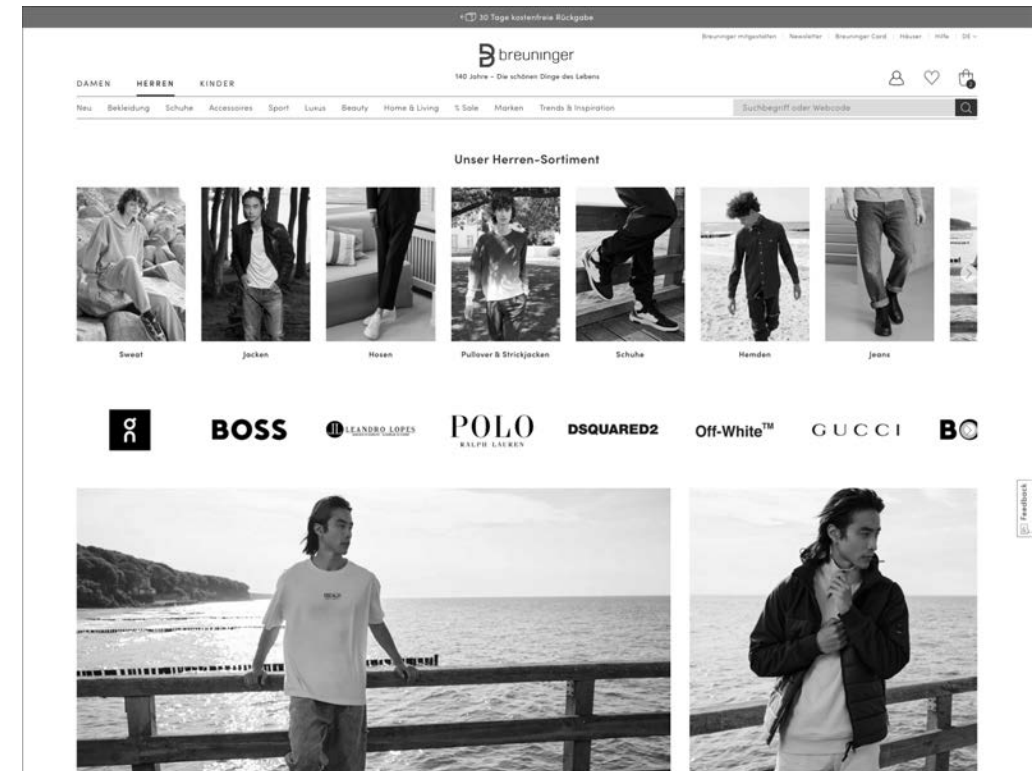 30 Tage kostenfreie Rückgabe
Breuninger mitgestalten Newsletter Breuninger Card Häuser Hilfe DE
breuninger
140 Jahre – Die schönen Dinge des Lebens
DAMEN HERREN KINDER
Neu Bekleidung Schuhe Accessoires Sport Luxus Beauty Home & Living % Sale Marken Trends & Inspiration Suchbegriff oder Webcode
Unser Herren-Sortiment
Sweat Jacken Hosen Pullover & Strickjacken Schuhe Hemden Jeans
BOSS LEANDRO LOPES POLO DSQUARED2 Off-White™ GUCCI BO
RALPH LAUREN
Feedback